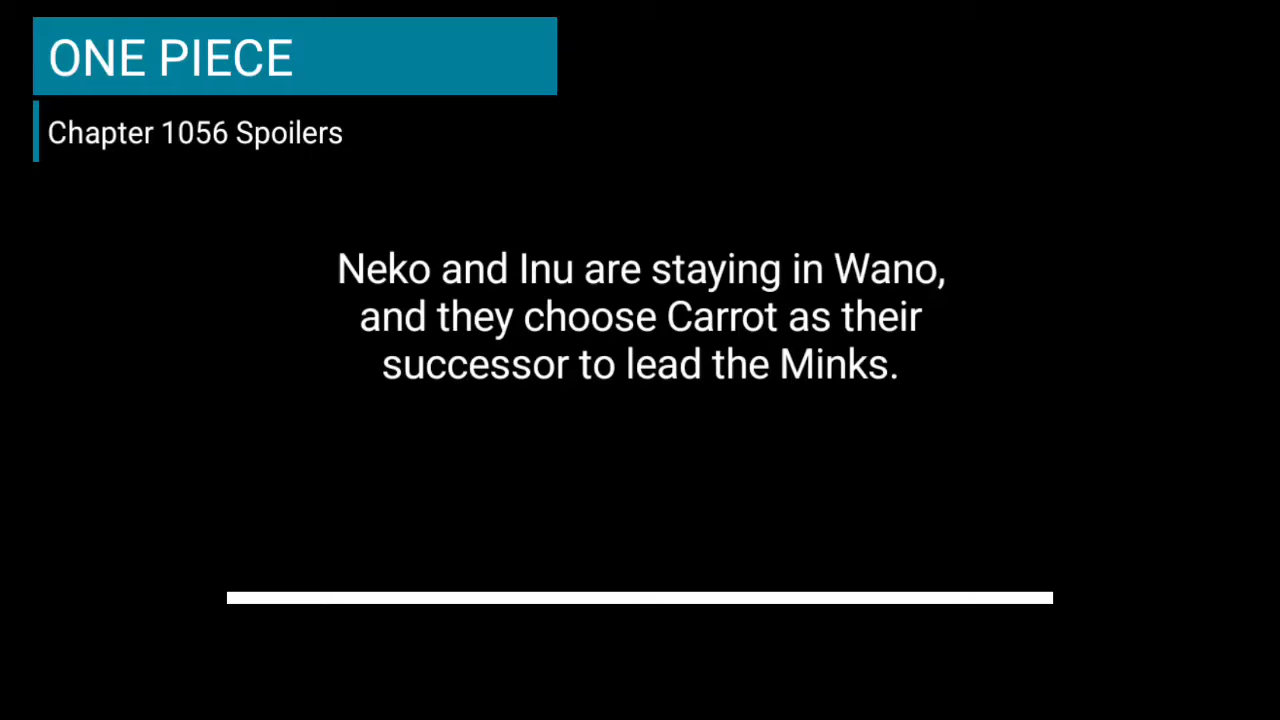 ONE PIECE
Chapter 1056 Spoilers
Neko and Inu are staying in Wano,
and they choose Carrot as their
successor to lead the Minks.